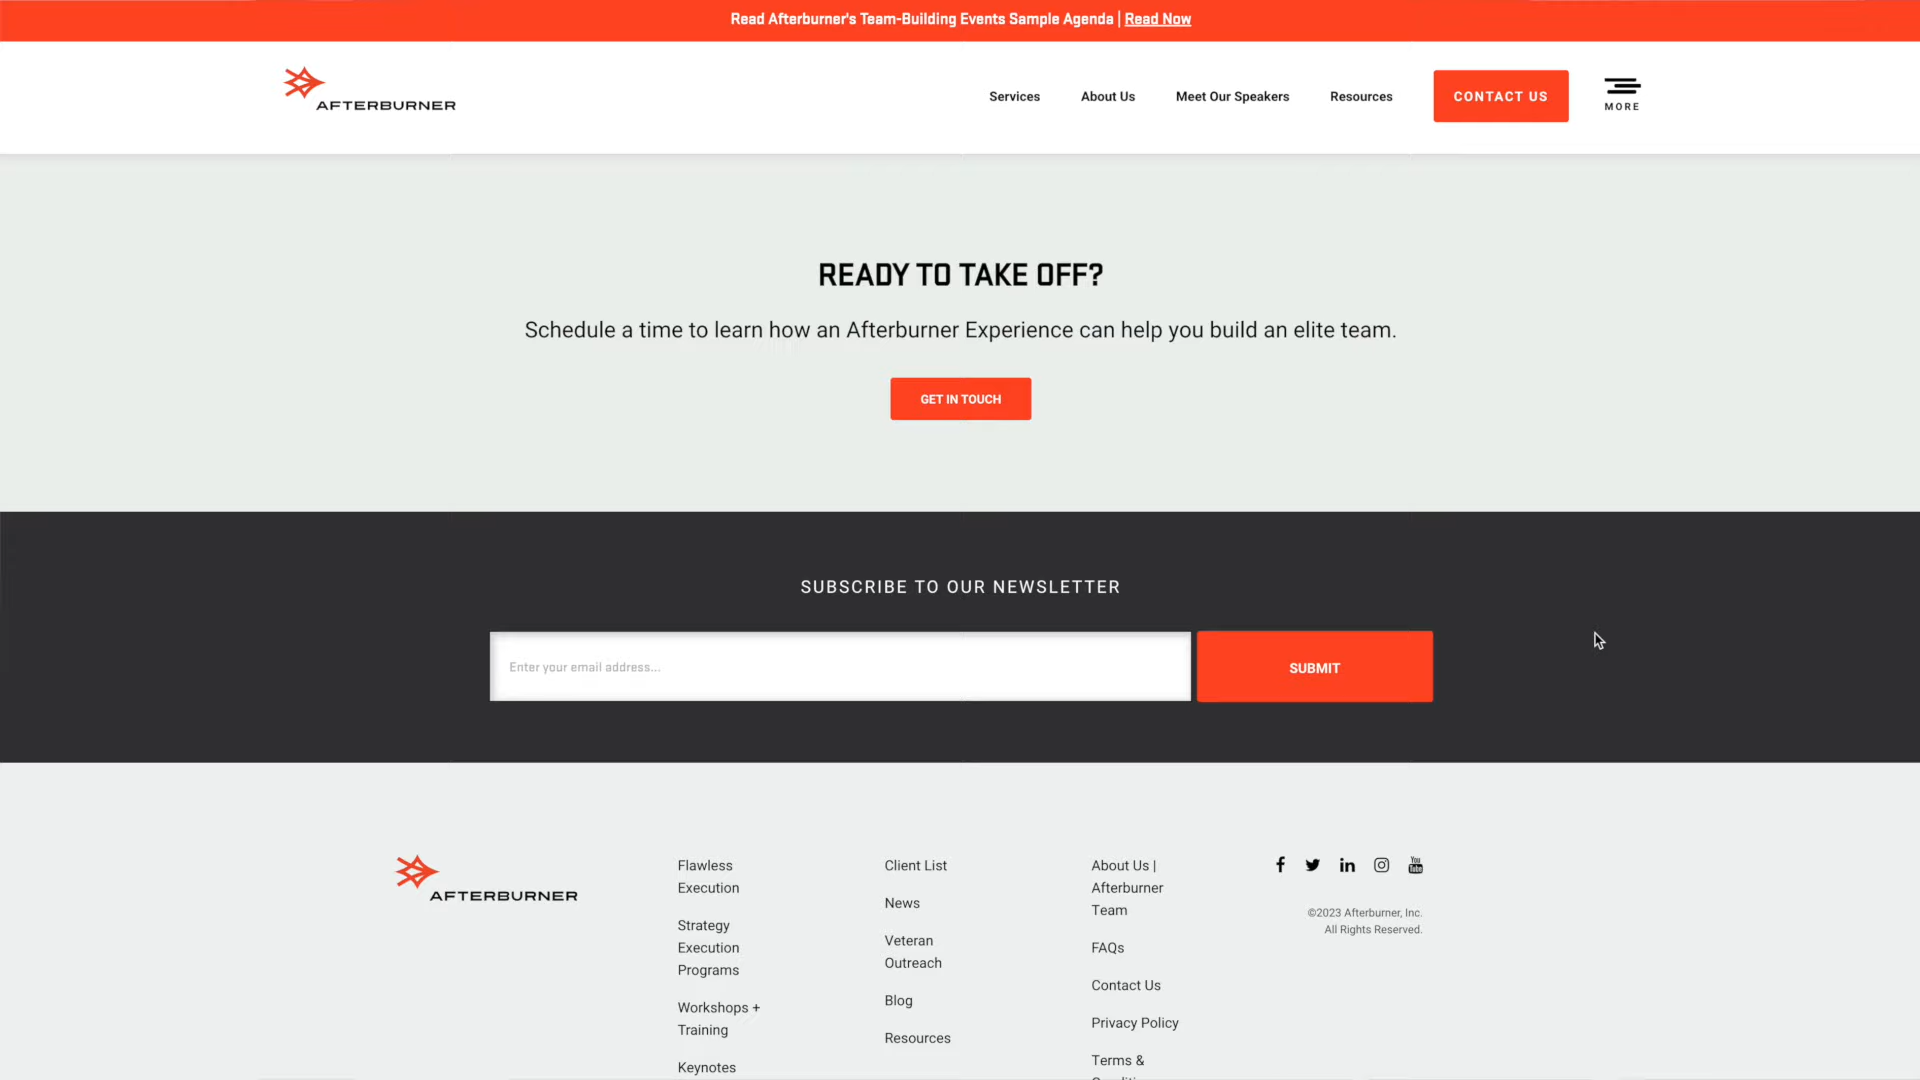 Read Afterburner's Team-Building Events Sample Agenda | Read Now
AFTERBURNER
Services
About Us
Meet Our Speakers
Resources
CONTACT US
MORE
READY TO TAKE OFF?
Schedule a time to learn how an Afterburner Experience can help you build an elite team.
GET IN TOUCH
SUBSCRIBE TO OUR NEWSLETTER
Enter your email address...
SUBMIT
AFTERBURNER
Flawless
Execution
Strategy
Execution
Programs
Workshops +
Training
Keynotes
Client List
News
Veteran
Outreach
Blog
Resources
About Us |
Afterburner
Team
FAQs
Contact Us
Privacy Policy
Terms &
You
Tube
©2023 Afterburner, Inc.
All Rights Reserved.